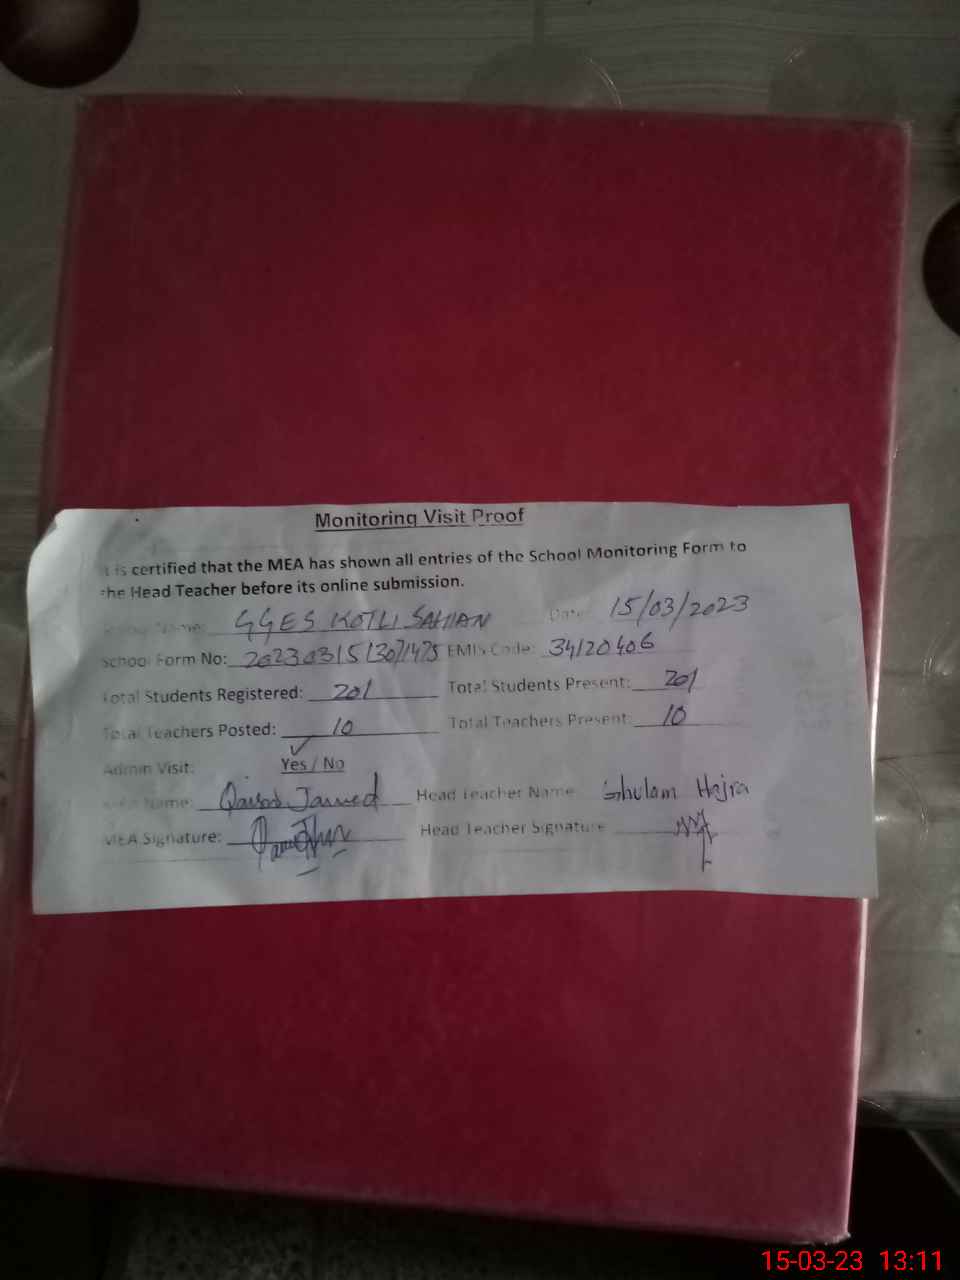 Monitoring Visit Proof
t is certified that the MEA has shown all entries of the School Monitoring Form to
the Head Teacher before its online submission.
Name: GGES KOTLI SAHIAN Date: 15/03/2023
School Form No: EMIS Code: 34120406
Total Students Registered: 201 Total Students Present: 201
Total Teachers Posted: 10 Total Teachers Present: 10
Admin Visit: Yes / No
Name: Javed Head Teacher Name Ghulam Hajra
MEA Signature: Head Teacher Signature
15-03-23 13:11